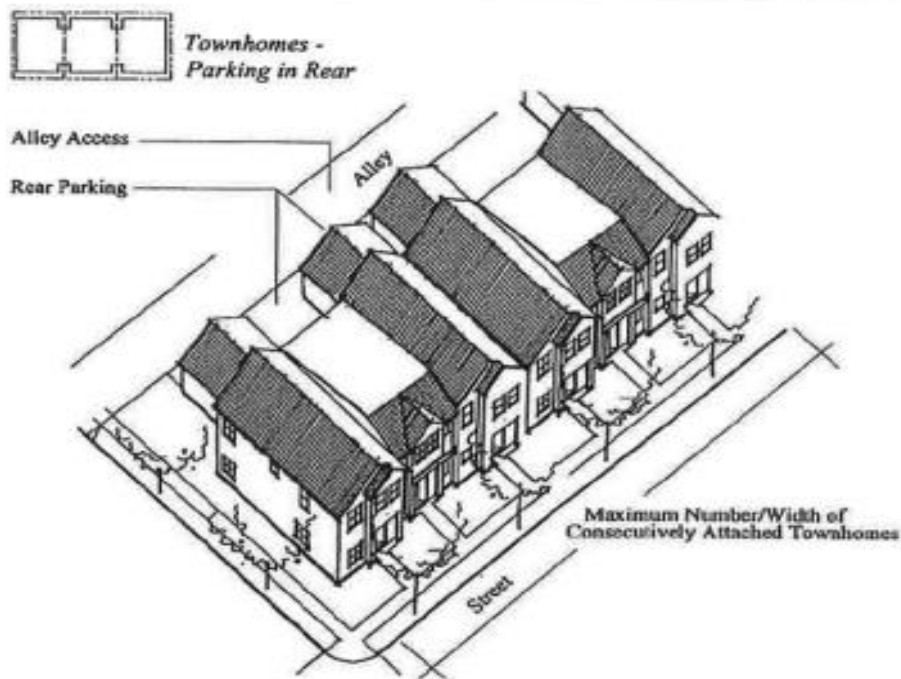 Townhomes -
Parking in Rear
Alley Access
Alley
Rear Parking
Maximum Number/Width of
Consecutively Attached Townhomes
Street